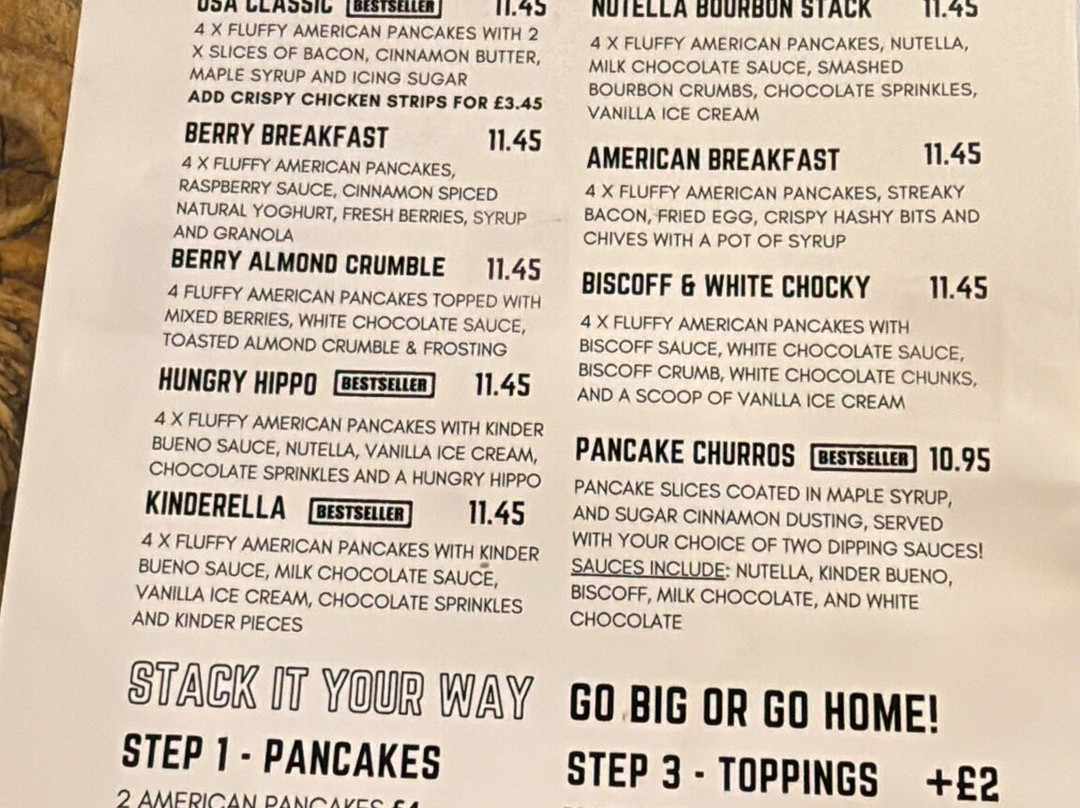 USA CLASSIC BESTSELLER 11.45
4 X FLUFFY AMERICAN PANCAKES WITH 2
X SLICES OF BACON, CINNAMON BUTTER,
MAPLE SYRUP AND ICING SUGAR
ADD CRISPY CHICKEN STRIPS FOR £3.45
BERRY BREAKFAST 11.45
4 X FLUFFY AMERICAN PANCAKES,
RASPBERRY SAUCE, CINNAMON SPICED
NATURAL YOGHURT, FRESH BERRIES, SYRUP
AND GRANOLA
BERRY ALMOND CRUMBLE 11.45
4 FLUFFY AMERICAN PANCAKES TOPPED WITH
MIXED BERRIES, WHITE CHOCOLATE SAUCE,
TOASTED ALMOND CRUMBLE & FROSTING
HUNGRY HIPPO BESTSELLER 11.45
4 X FLUFFY AMERICAN PANCAKES WITH KINDER
BUENO SAUCE, NUTELLA, VANILLA ICE CREAM,
CHOCOLATE SPRINKLES AND A HUNGRY HIPPO
KINDERELLA BESTSELLER 11.45
4 X FLUFFY AMERICAN PANCAKES WITH KINDER
BUENO SAUCE, MILK CHOCOLATE SAUCE,
VANILLA ICE CREAM, CHOCOLATE SPRINKLES
AND KINDER PIECES
STACK IT YOUR WAY
STEP 1 - PANCAKES
2 AMERICAN PANCAKES £4
NUTELLA BOURBON STACK 11.45
4 X FLUFFY AMERICAN PANCAKES, NUTELLA,
MILK CHOCOLATE SAUCE, SMASHED
BOURBON CRUMBS, CHOCOLATE SPRINKLES,
VANILLA ICE CREAM
AMERICAN BREAKFAST 11.45
4 X FLUFFY AMERICAN PANCAKES, STREAKY
BACON, FRIED EGG, CRISPY HASHY BITS AND
CHIVES WITH A POT OF SYRUP
BISCOFF & WHITE CHOCKY 11.45
4 X FLUFFY AMERICAN PANCAKES WITH
BISCOFF SAUCE, WHITE CHOCOLATE SAUCE,
BISCOFF CRUMB, WHITE CHOCOLATE CHUNKS,
AND A SCOOP OF VANLLA ICE CREAM
PANCAKE CHURROS BESTSELLER 10.95
PANCAKE SLICES COATED IN MAPLE SYRUP,
AND SUGAR CINNAMON DUSTING, SERVED
WITH YOUR CHOICE OF TWO DIPPING SAUCES!
SAUCES INCLUDE: NUTELLA, KINDER BUENO,
BISCOFF, MILK CHOCOLATE, AND WHITE
CHOCOLATE
GO BIG OR GO HOME!
STEP 3 - TOPPINGS +£2